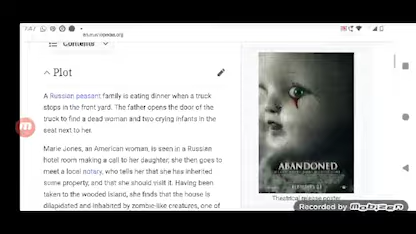 7:47
en.m.wikipedia.org
Contents
Plot
A Russian peasant family is eating dinner when a truck
stops in the front yard. The father opens the door of the
truck to find a dead woman and two crying infants in the
seat next to her.
Marie Jones, an American woman, is seen in a Russian
hotel room making a call to her daughter; she then goes to
meet a local notary, who tells her that she has inherited
some property, and that she should visit it. Having been
taken to the wooded island, she finds that the house is
dilapidated and inhabited by zombie-like creatures, one of
ABANDONED
Theatrical release poster
Recorded by Mobizen